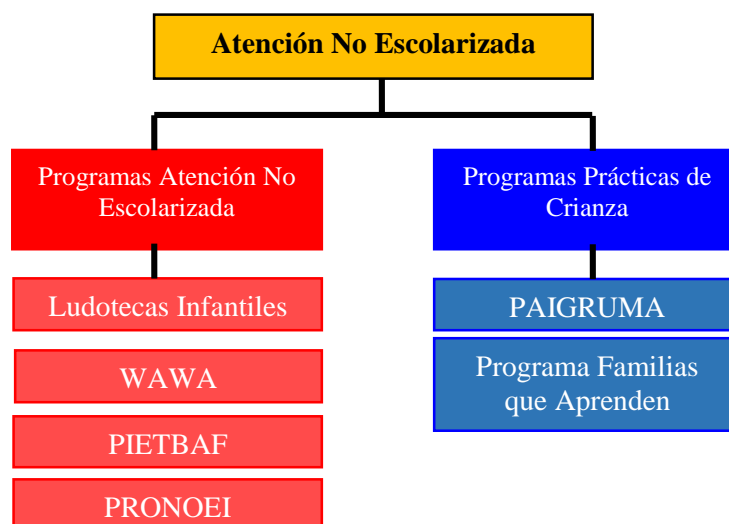 Atención No Escolarizada
Programas Atención No
Escolarizada
Ludotecas Infantiles
WAWA
PIETBAF
PRONOEI
Programas Prácticas de
Crianza
PAIGRUMA
Programa Familias
que Aprenden